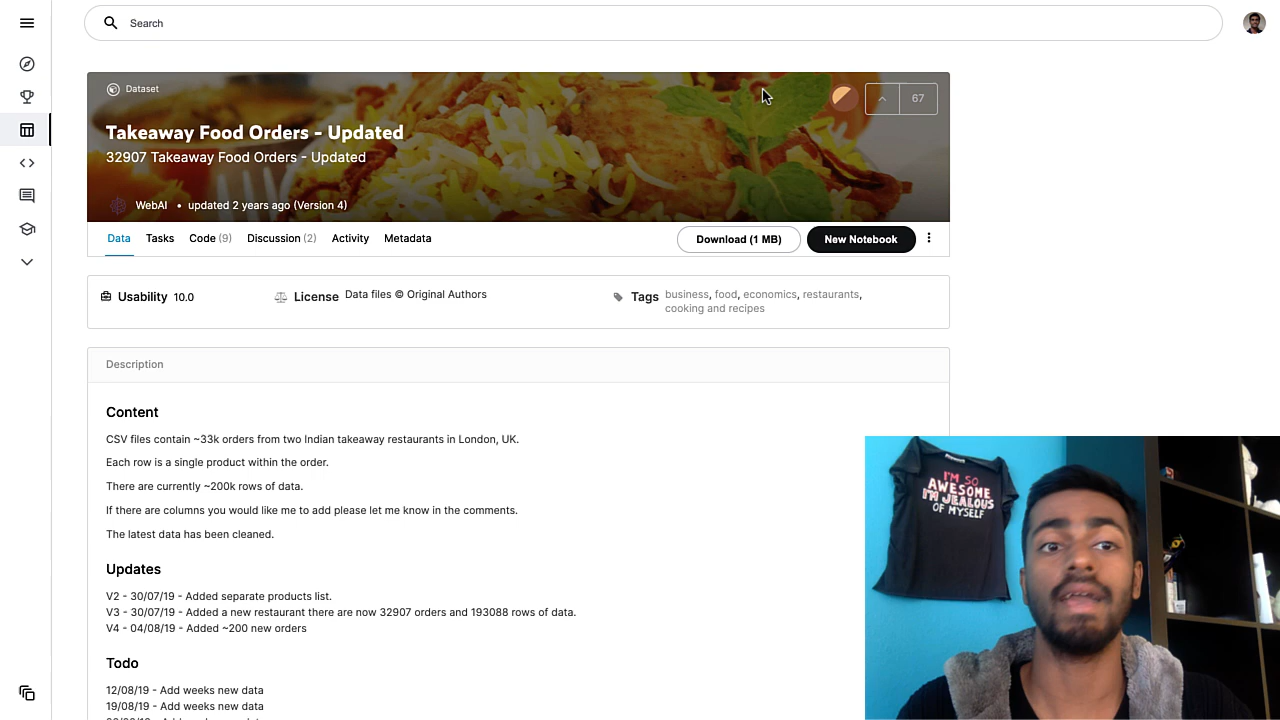 Search
Dataset
67
Takeaway Food Orders - Updated
32907 Takeaway Food Orders - Updated
WebAI • updated 2 years ago (Version 4)
Data Tasks Code (9) Discussion (2) Activity Metadata Download (1 MB) New Notebook
Usability 10.0 License Data files © Original Authors Tags business, food, economics, restaurants,
cooking and recipes
Description
Content
CSV files contain ~33k orders from two Indian takeaway restaurants in London, UK.
Each row is a single product within the order.
There are currently ~200k rows of data.
If there are columns you would like me to add please let me know in the comments.
The latest data has been cleaned.
Updates
V2 - 30/07/19 - Added separate products list.
V3 - 30/07/19 - Added a new restaurant there are now 32907 orders and 193088 rows of data.
V4 - 04/08/19 - Added ~200 new orders
Todo
12/08/19 - Add weeks new data
19/08/19 - Add weeks new data
I'M SO
AWESOME
I'M JEALOUS
OF MYSELF